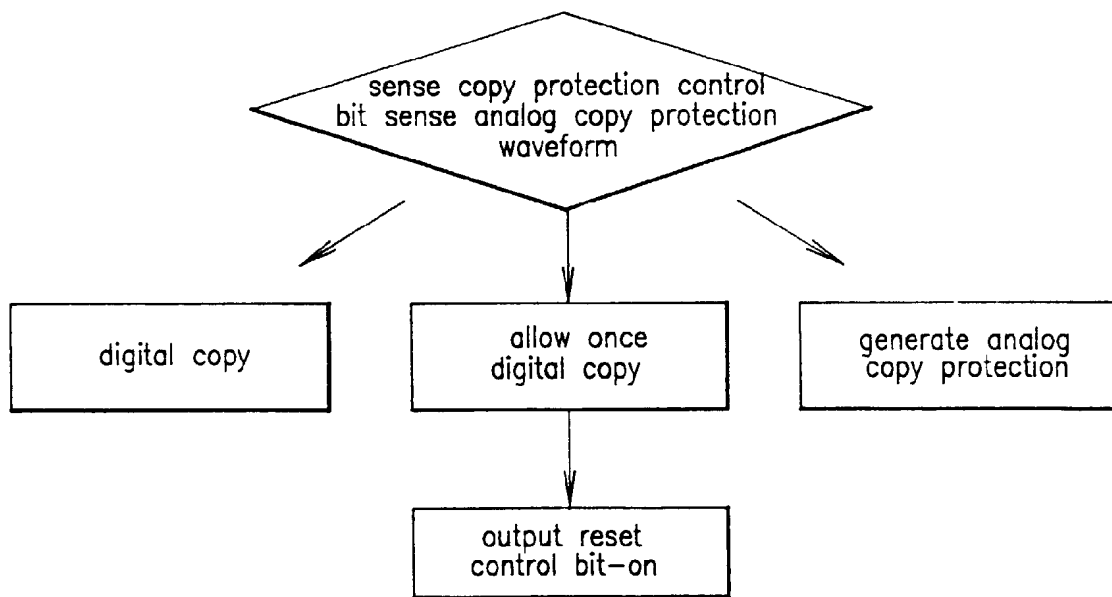 sense copy protection control
bit sense analog copy protection
waveform
digital copy
allow once
digital copy
generate analog
copy protection
output reset
control bit-on